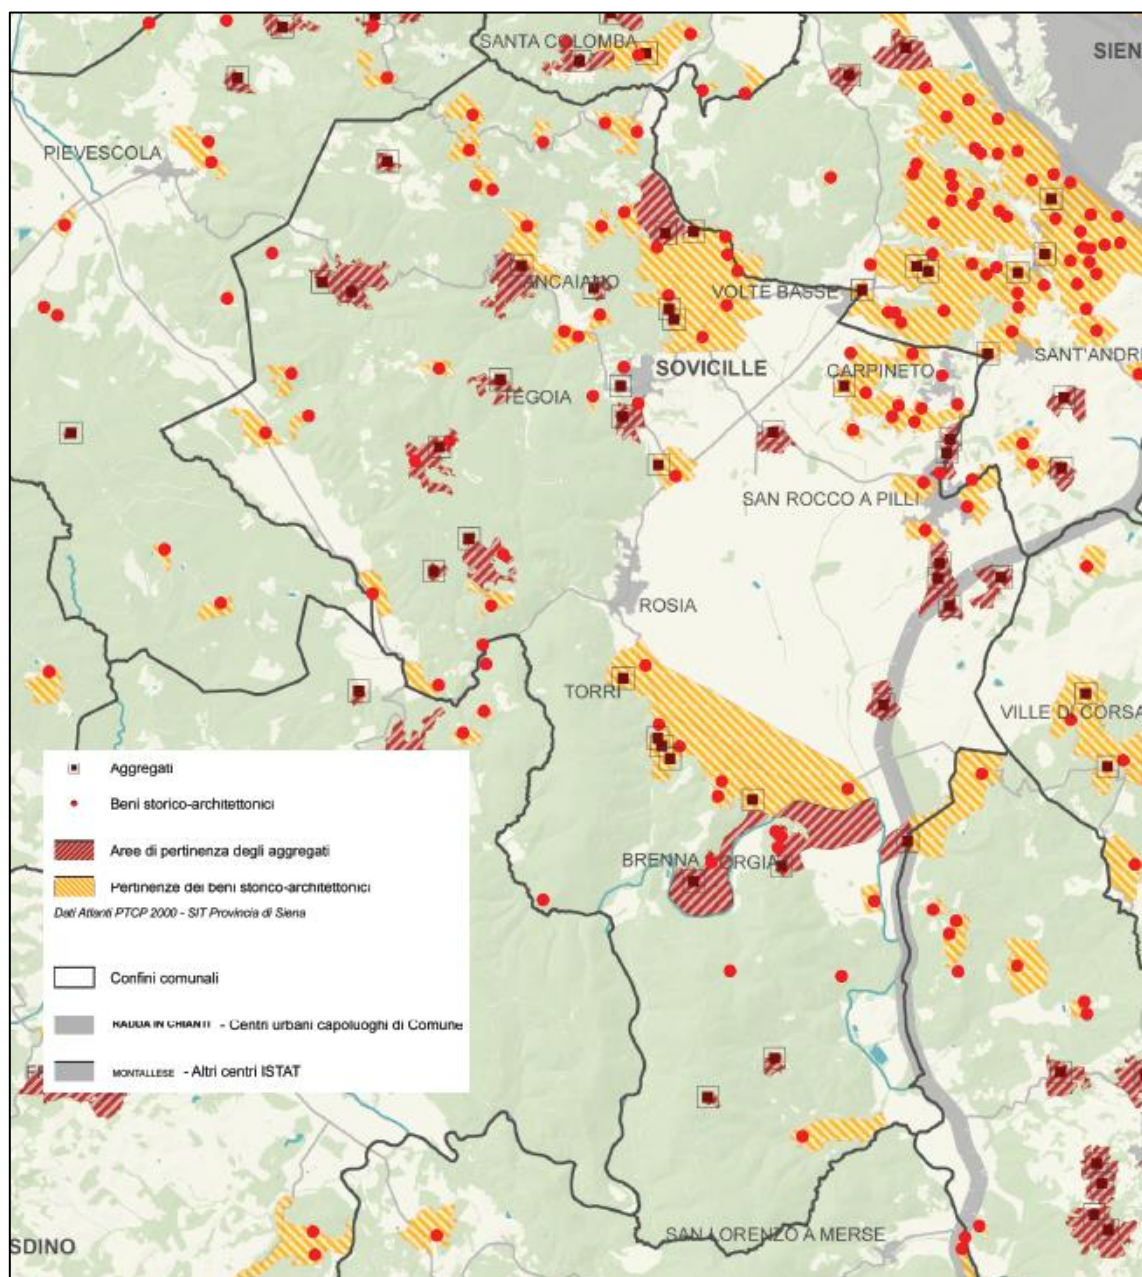 SANTA COLOMBA
SIEN
PIEVESCOLA
ANCAIANO
VOLTE BASSE
SOVICILLE
CARPINETO
SANT'ANDRE
TEGOIA
SAN ROCCO A PILLI
ROSIA
TORRI
VILLE DI CORSA
Aggregati
Beni storico-architettonici
Aree di pertinenza degli aggregati
BRENNA
ORGIA
Pertinenze dei beni storico-architettonici
Dati Atlanti PTCP 2000 - SIT Provincia di Siena
Confini comunali
RADDA IN CHIANTI - Centri urbani capoluoghi di Comune
MONTALLESE - Altri centri ISTAT
SAN LORENZO A MERSE
SDINO